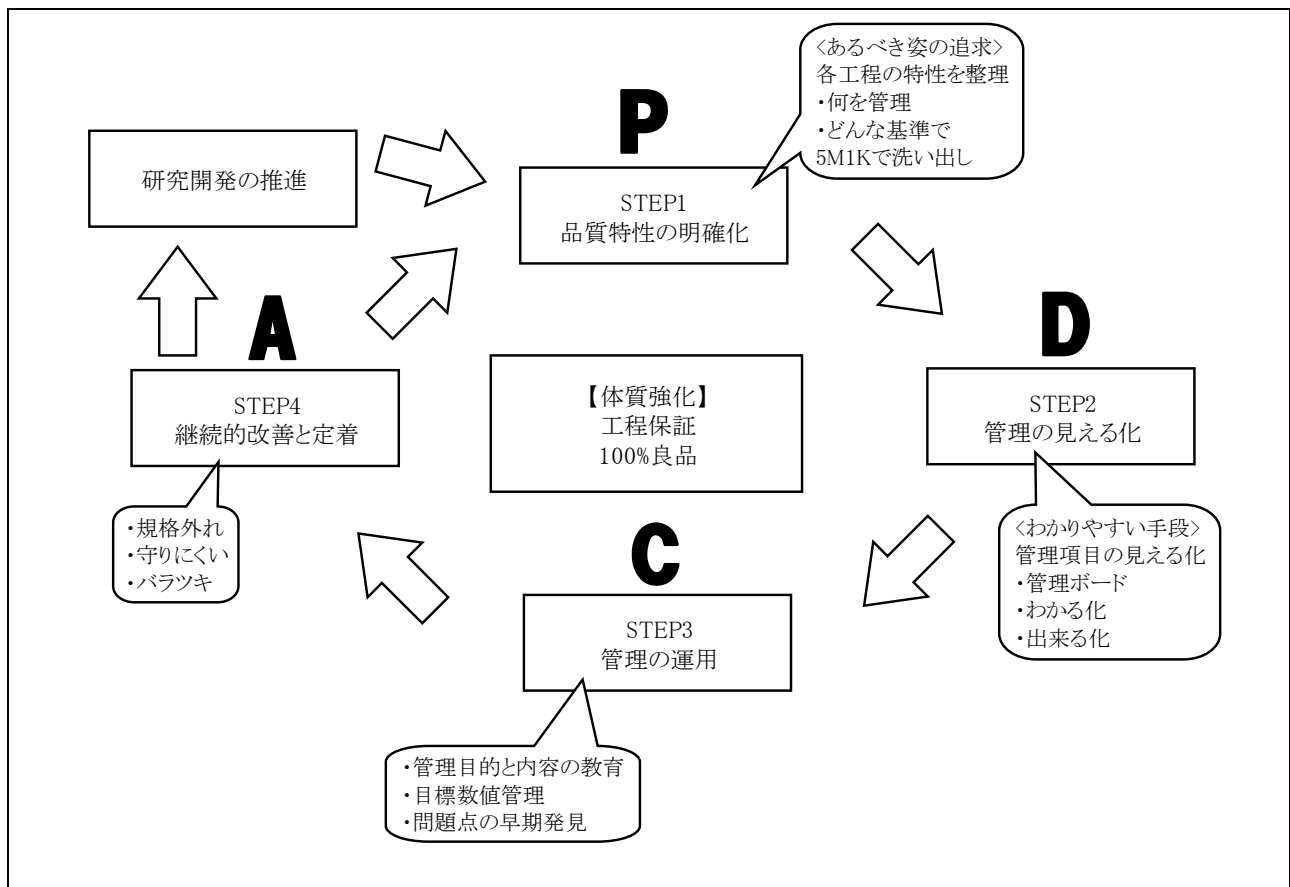 〈あるべき姿の追求〉
各工程の特性を整理
・何を管理
・どんな基準で
5M1Kで洗い出し
P
研究開発の推進
STEP1
品質特性の明確化
A
D
STEP4
継続的改善と定着
【体質強化】
工程保証
100%良品
STEP2
管理の見える化
・規格外れ
・守りにくい
・バラツキ
C
〈わかりやすい手段〉
管理項目の見える化
・管理ボード
・わかる化
・出来る化
STEP3
管理の運用
・管理目的と内容の教育
・目標数値管理
・問題点の早期発見